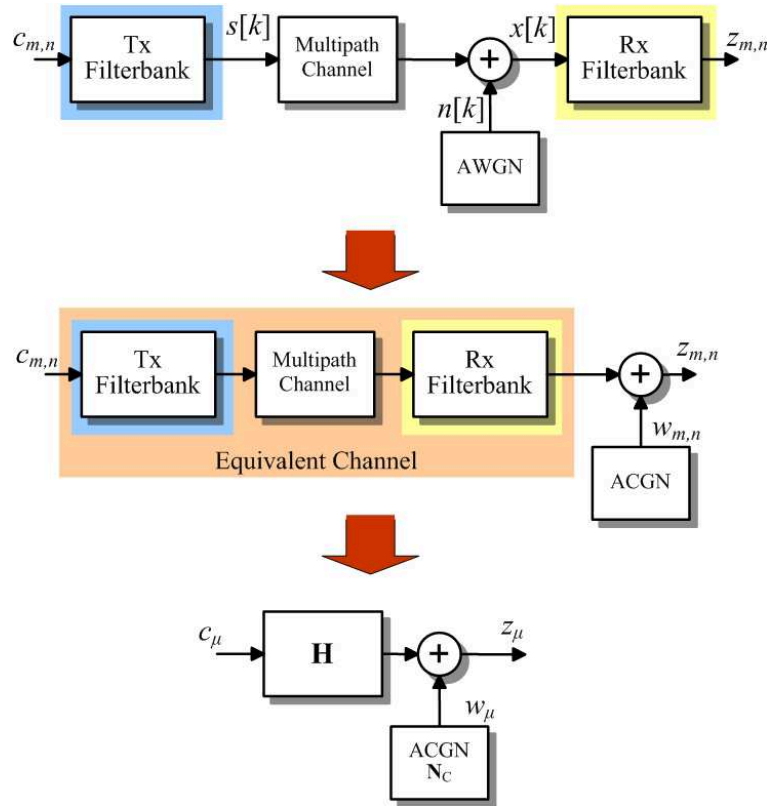 c_{m,n}
Tx
Filterbank
s[k]
Multipath
Channel
+
n[k]
AWGN
x[k]
Rx
Filterbank
z_{m,n}
c_{m,n}
Tx
Filterbank
Multipath
Channel
Rx
Filterbank
Equivalent Channel
+
z_{m,n}
w_{m,n}
ACGN
c_μ
H
+
z_μ
w_μ
ACGN
N_C